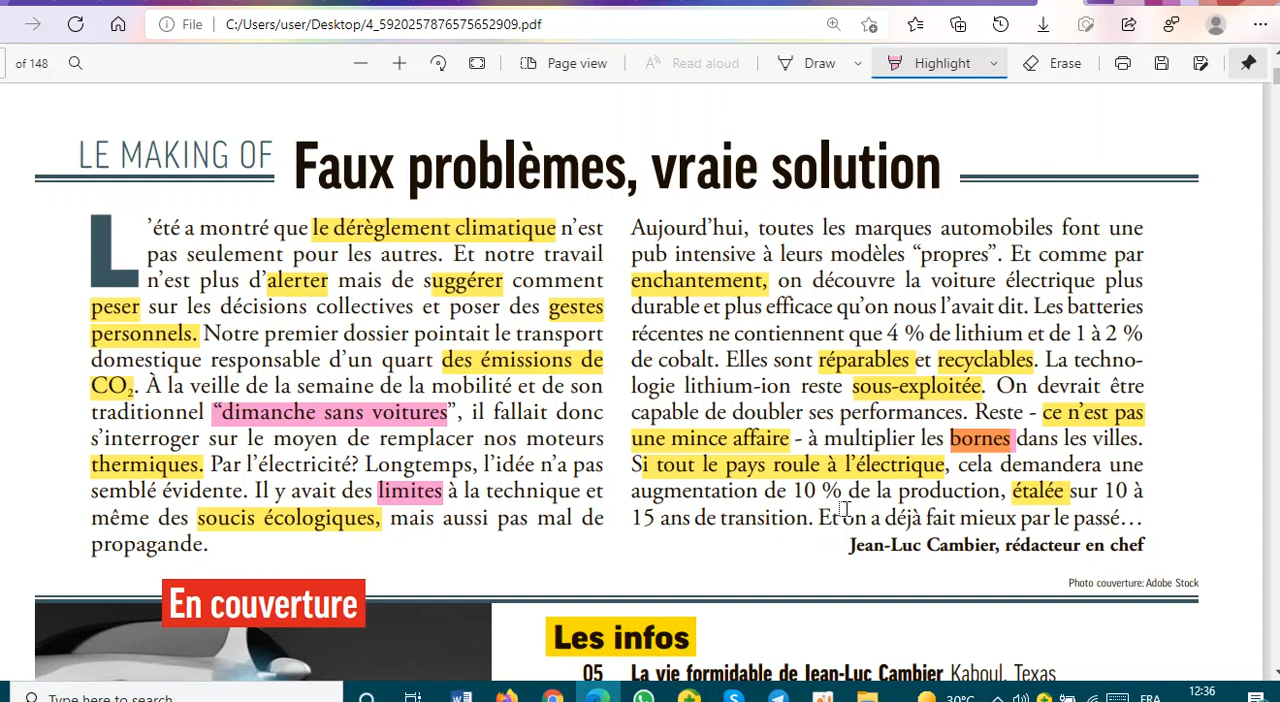 File C:/Users/user/Desktop/4_5920257876575652909.pdf
of 148 Page view Read aloud Draw Highlight Erase
LE MAKING OF Faux problèmes, vraie solution
L’été a montré que le dérèglement climatique n’est
pas seulement pour les autres. Et notre travail
n’est plus d’alerter mais de suggérer comment
peser sur les décisions collectives et poser des gestes
personnels. Notre premier dossier pointait le transport
domestique responsable d’un quart des émissions de
CO₂. À la veille de la semaine de la mobilité et de son
traditionnel “dimanche sans voitures”, il fallait donc
s’interroger sur le moyen de remplacer nos moteurs
thermiques. Par l’électricité? Longtemps, l’idée n’a pas
semblé évidente. Il y avait des limites à la technique et
même des soucis écologiques, mais aussi pas mal de
propagande.
Aujourd’hui, toutes les marques automobiles font une
pub intensive à leurs modèles “propres”. Et comme par
enchantement, on découvre la voiture électrique plus
durable et plus efficace qu’on nous l’avait dit. Les batteries
récentes ne contiennent que 4 % de lithium et de 1 à 2 %
de cobalt. Elles sont réparables et recyclables. La techno-
logie lithium-ion reste sous-exploitée. On devrait être
capable de doubler ses performances. Reste - ce n’est pas
une mince affaire - à multiplier les bornes dans les villes.
Si tout le pays roule à l’électrique, cela demandera une
augmentation de 10 % de la production, étalée sur 10 à
15 ans de transition. Et on a déjà fait mieux par le passé…
Jean-Luc Cambier, rédacteur en chef
Photo couverture: Adobe Stock
En couverture
Les infos
05 La vie formidable de Jean-Luc Cambier Kaboul, Texas
Type here to search 30°C FRA 12:36